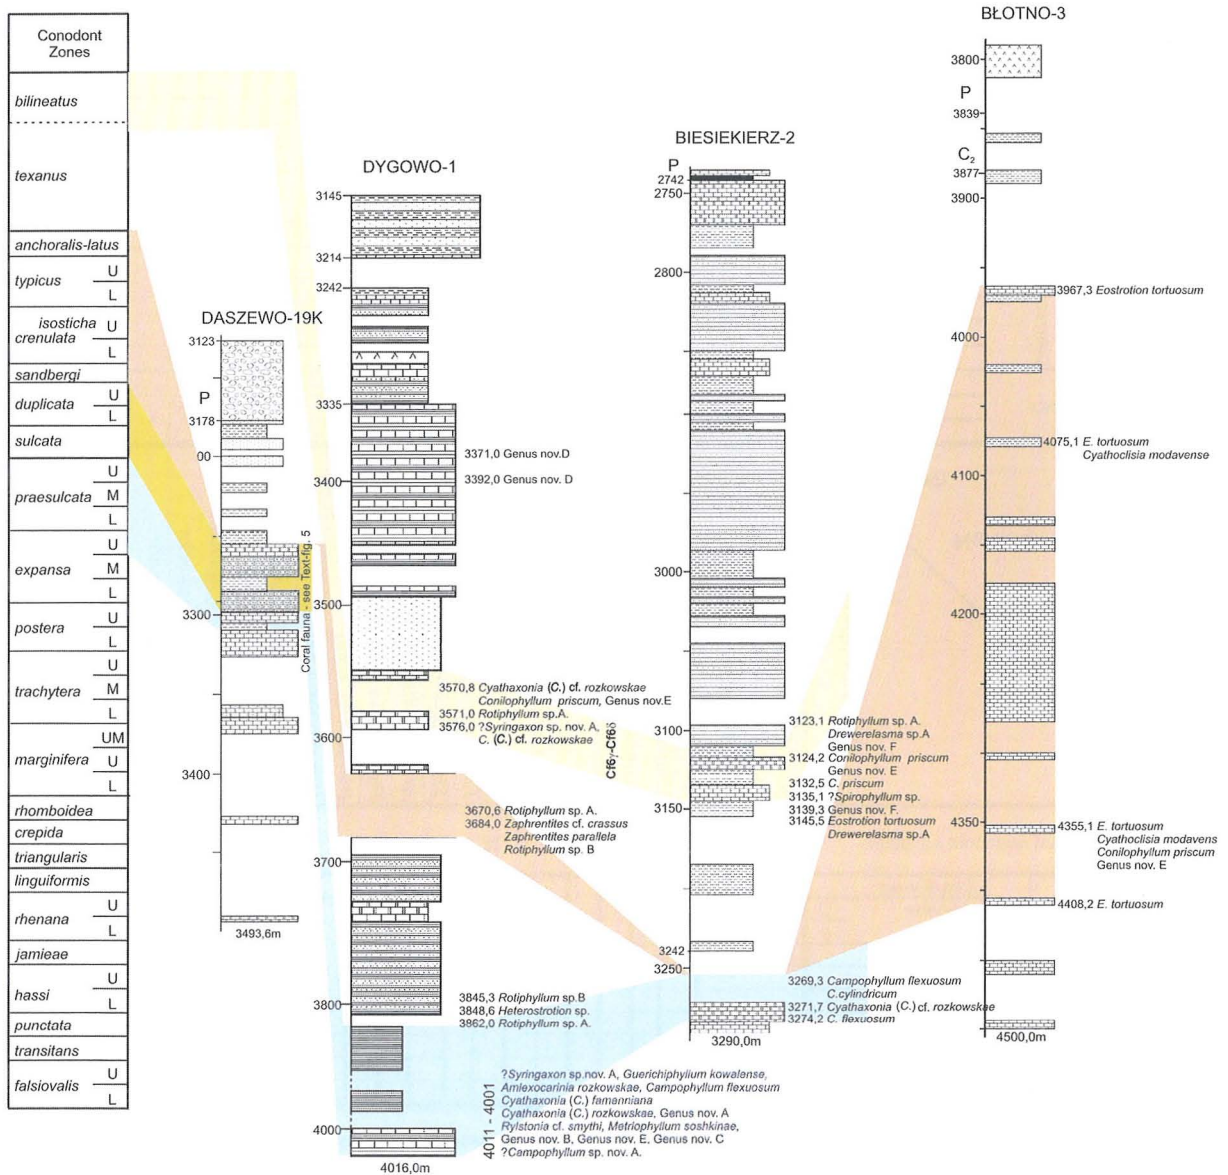 Conodont
Zones
bilineatus
texanus
anchoralis-latus
typicus
U
L
isosticha
crenulata
U
L
sandbergi
duplicata
U
L
sulcata
praesulcata
U
M
L
expansa
U
M
L
postera
U
L
trachytera
U
M
L
marginifera
UM
U
L
rhomboidea
crepida
triangularis
linguiformis
rhenana
U
L
jamieae
hassi
U
L
punctata
transitans
falsiovalis
U
L
DASZEWO-19K
3123
P
3178
00
3300
3400
3493,6m
Coral fauna - see Text-fig. 5
DYGOWO-1
3145
3214
3242
3335
3371,0 Genus nov.D
3392,0 Genus nov. D
3400
3500
3570,8 Cyathaxonia (C.) cf. rozkowskae
Conilophyllum priscum, Genus nov.E
3571,0 Rotiphyllum sp.A.
3576,0 ?Syringaxon sp. nov. A,
C. (C.) cf. rozkowskae
3600
3670,6 Rotiphyllum sp. A.
3684,0 Zaphrentites cf. crassus
Zaphrentites parallela
Rotiphyllum sp. B
3700
3800
3845,3 Rotiphyllum sp.B
3848,6 Heterostrotion sp.
3862,0 Rotiphyllum sp. A.
4000
4016,0m
4011 - 4001
?Syringaxon sp.nov. A, Guerichiphyllum kowalense,
Amlexocarinia rozkowskae, Campophyllum flexuosum
Cyathaxonia (C.) famenniana
Cyathaxonia (C.) rozkowskae, Genus nov. A
Rylstonia cf. smythi, Metriophyllum soshkinae,
Genus nov. B, Genus nov. E, Genus nov. C
?Campophyllum sp. nov. A.
Cf6γ-Cf6δ
BIESIEKIERZ-2
P
2742
2750
2800
3000
3100
3123,1 Rotiphyllum sp. A.
Drewerelasma sp.A
Genus nov. F
3124,2 Conilophyllum priscum
Genus nov. E
3132,5 C. priscum
3135,1 ?Spirophyllum sp.
3139,3 Genus nov. F.
3145,5 Eostrotion tortuosum
Drewerelasma sp.A
3150
3242
3250
3269,3 Campophyllum flexuosum
C.cylindricum
3271,7 Cyathaxonia (C.) cf. rozkowskae
3274,2 C. flexuosum
3290,0m
BŁOTNO-3
3800
P
3839
C₂
3877
3900
3967,3 Eostrotion tortuosum
4000
4075,1 E. tortuosum
Cyathoclisia modavense
4100
4200
4350
4355,1 E. tortuosum
Cyathoclisia modavens
Conilophyllum priscum
Genus nov. E
4408,2 E. tortuosum
4500,0m